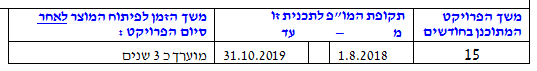 משך הפרויקט
המתוכנן בחודשים
תקופת המו"פ לתכנית זו
מ – עד
משך הזמן לפיתוח המוצר לאחר
סיום הפרויקט :
15
1.8.2018
31.10.2019
מוערך כ 3 שנים